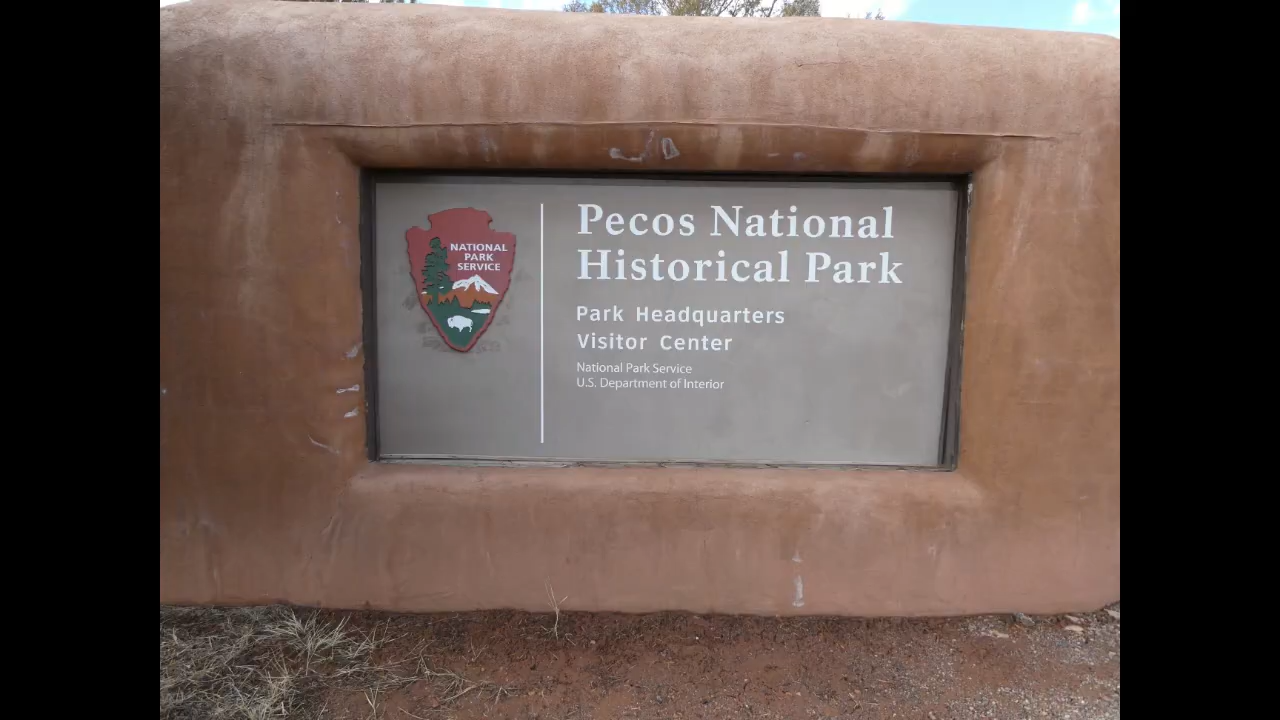 NATIONAL
PARK
SERVICE
Pecos National
Historical Park
Park Headquarters
Visitor Center
National Park Service
U.S. Department of Interior